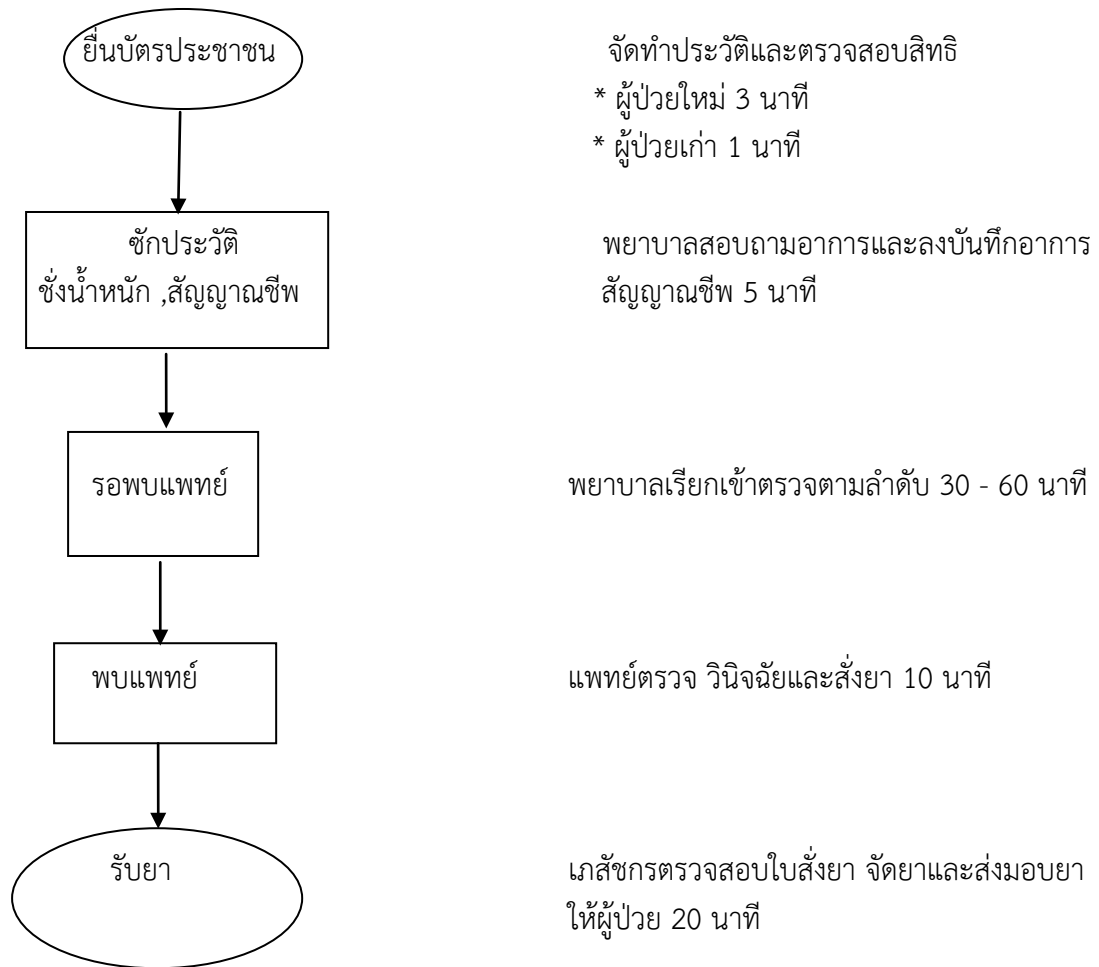 ยื่นบัตรประชาชน
จัดทำประวัติและตรวจสอบสิทธิ
* ผู้ป่วยใหม่ 3 นาที
* ผู้ป่วยเก่า 1 นาที
ซักประวัติ
ชั่งน้ำหนัก ,สัญญาณชีพ
พยาบาลสอบถามอาการและลงบันทึกอาการ
สัญญาณชีพ 5 นาที
รอพบแพทย์
พยาบาลเรียกเข้าตรวจตามลำดับ 30 - 60 นาที
พบแพทย์
แพทย์ตรวจ วินิจฉัยและสั่งยา 10 นาที
รับยา
เภสัชกรตรวจสอบใบสั่งยา จัดยาและส่งมอบยา
ให้ผู้ป่วย 20 นาที